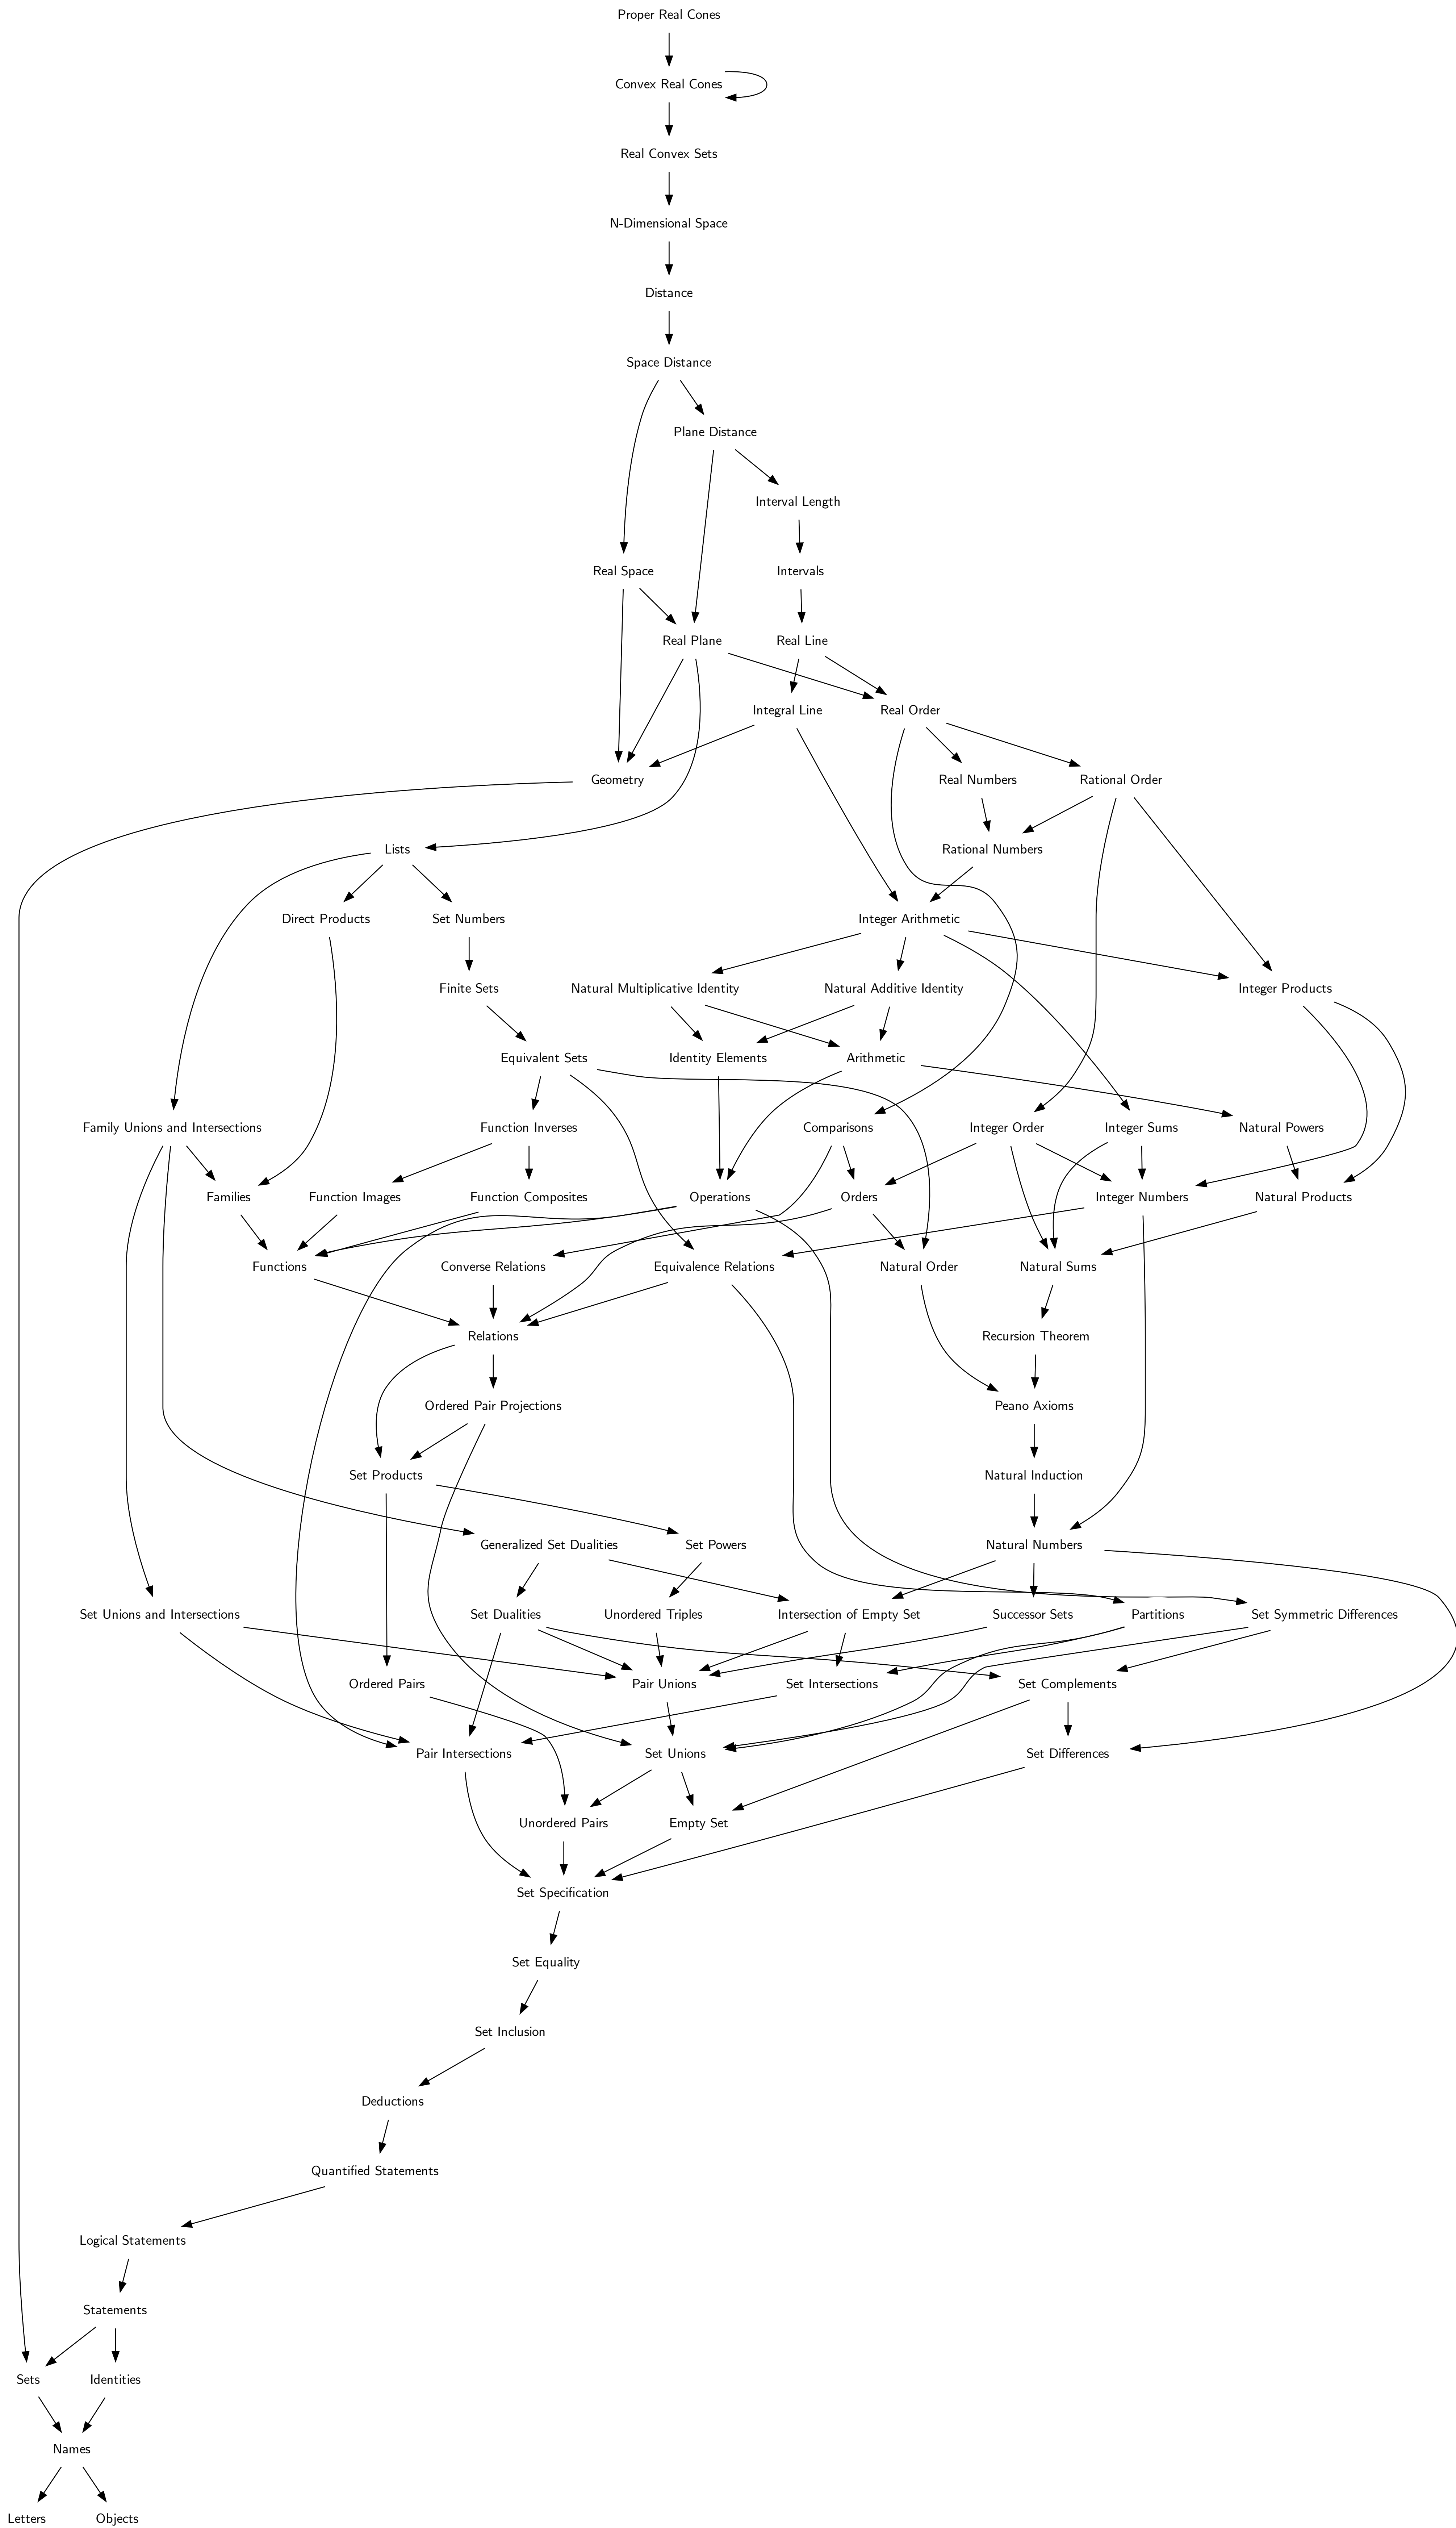 Proper Real Cones
Convex Real Cones
Real Convex Sets
N-Dimensional Space
Distance
Space Distance
Plane Distance
Interval Length
Real Space
Intervals
Real Plane
Real Line
Integral Line
Real Order
Geometry
Real Numbers
Rational Order
Lists
Rational Numbers
Direct Products
Set Numbers
Integer Arithmetic
Finite Sets
Natural Multiplicative Identity
Natural Additive Identity
Integer Products
Equivalent Sets
Identity Elements
Arithmetic
Family Unions and Intersections
Function Inverses
Comparisons
Integer Order
Integer Sums
Natural Powers
Families
Function Images
Function Composites
Operations
Orders
Integer Numbers
Natural Products
Functions
Converse Relations
Equivalence Relations
Natural Order
Natural Sums
Relations
Recursion Theorem
Ordered Pair Projections
Peano Axioms
Set Products
Natural Induction
Generalized Set Dualities
Set Powers
Natural Numbers
Set Unions and Intersections
Set Dualities
Unordered Triples
Intersection of Empty Set
Successor Sets
Partitions
Set Symmetric Differences
Ordered Pairs
Pair Unions
Set Intersections
Set Complements
Pair Intersections
Set Unions
Set Differences
Unordered Pairs
Empty Set
Set Specification
Set Equality
Set Inclusion
Deductions
Quantified Statements
Logical Statements
Statements
Sets
Identities
Names
Letters
Objects